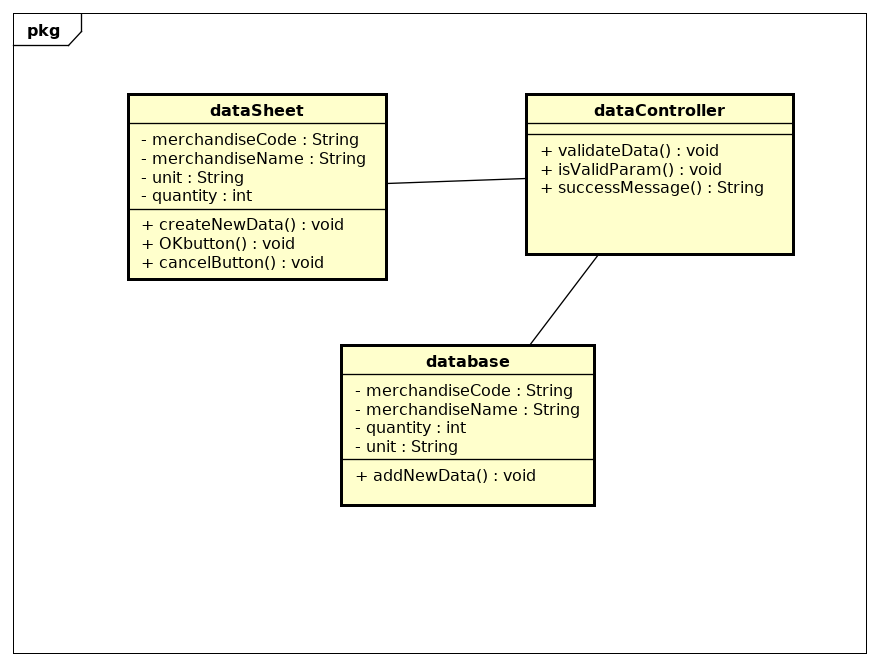 pkg
dataSheet
- merchandiseCode : String
- merchandiseName : String
- unit : String
- quantity : int
+ createNewData() : void
+ OKbutton() : void
+ cancelButton() : void
dataController
+ validateData() : void
+ isValidParam() : void
+ successMessage() : String
database
- merchandiseCode : String
- merchandiseName : String
- quantity : int
- unit : String
+ addNewData() : void